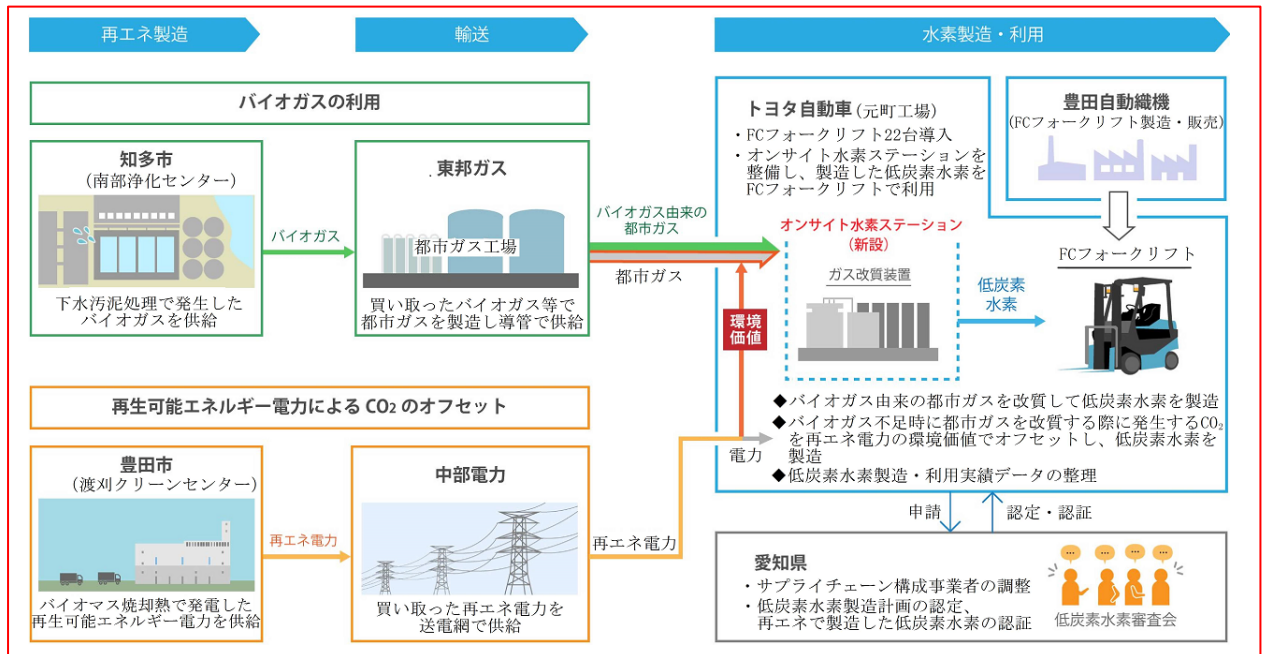 再エネ製造
輸送
水素製造・利用
バイオガスの利用
知多市
(南部浄化センター)
下水汚泥処理で発生した
バイオガスを供給
バイオガス
.東邦ガス
都市ガス工場
買い取ったバイオガス等で
都市ガスを製造し導管で供給
バイオガス由来の
都市ガス
都市ガス
環境
価値
再生可能エネルギー電力によるCO₂のオフセット
豊田市
(渡刈クリーンセンター)
バイオマス焼却熱で発電した
再生可能エネルギー電力を供給
再エネ電力
中部電力
買い取った再エネ電力を
送電網で供給
再エネ電力
電力
トヨタ自動車(元町工場)
・FCフォークリフト22台導入
・オンサイト水素ステーションを
整備し、製造した低炭素水素を
FCフォークリフトで利用
オンサイト水素ステーション
(新設)
ガス改質装置
低炭素
水素
豊田自動織機
(FCフォークリフト製造・販売)
FCフォークリフト
◆バイオガス由来の都市ガスを改質して低炭素水素を製造
◆バイオガス不足時に都市ガスを改質する際に発生するCO₂
を再エネ電力の環境価値でオフセットし、低炭素水素を
製造
◆低炭素水素製造・利用実績データの整理
申請
認定・認証
愛知県
・サプライチェーン構成事業者の調整
・低炭素水素製造計画の認定、
再エネで製造した低炭素水素の認証
低炭素水素審査会